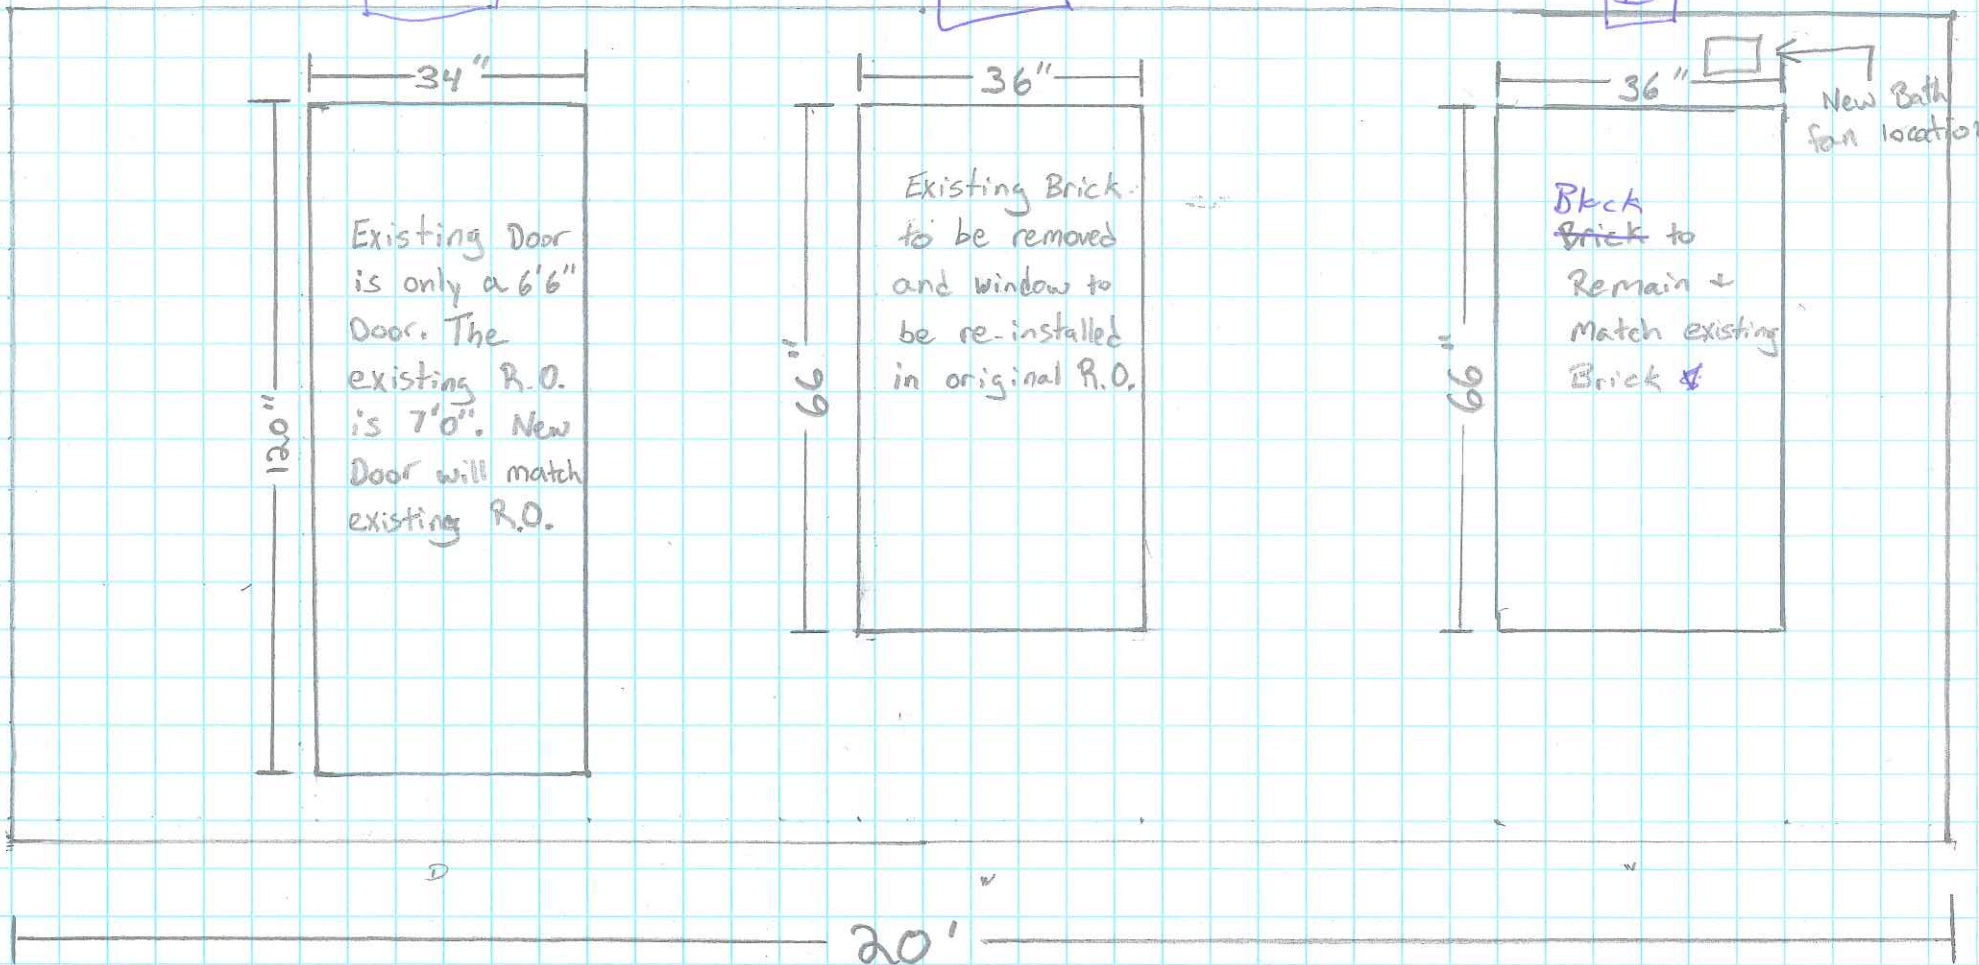 34"
36"
36"
New Bath
fan location
120"
Existing Door
is only a 6'6"
Door. The
existing R.O.
is 7'0". New
Door will match
existing R.O.
66"
Existing Brick
to be removed
and window to
be re-installed
in original R.O.
66"
Block
Brick to
Remain +
Match existing
Brick
D
W
W
20'